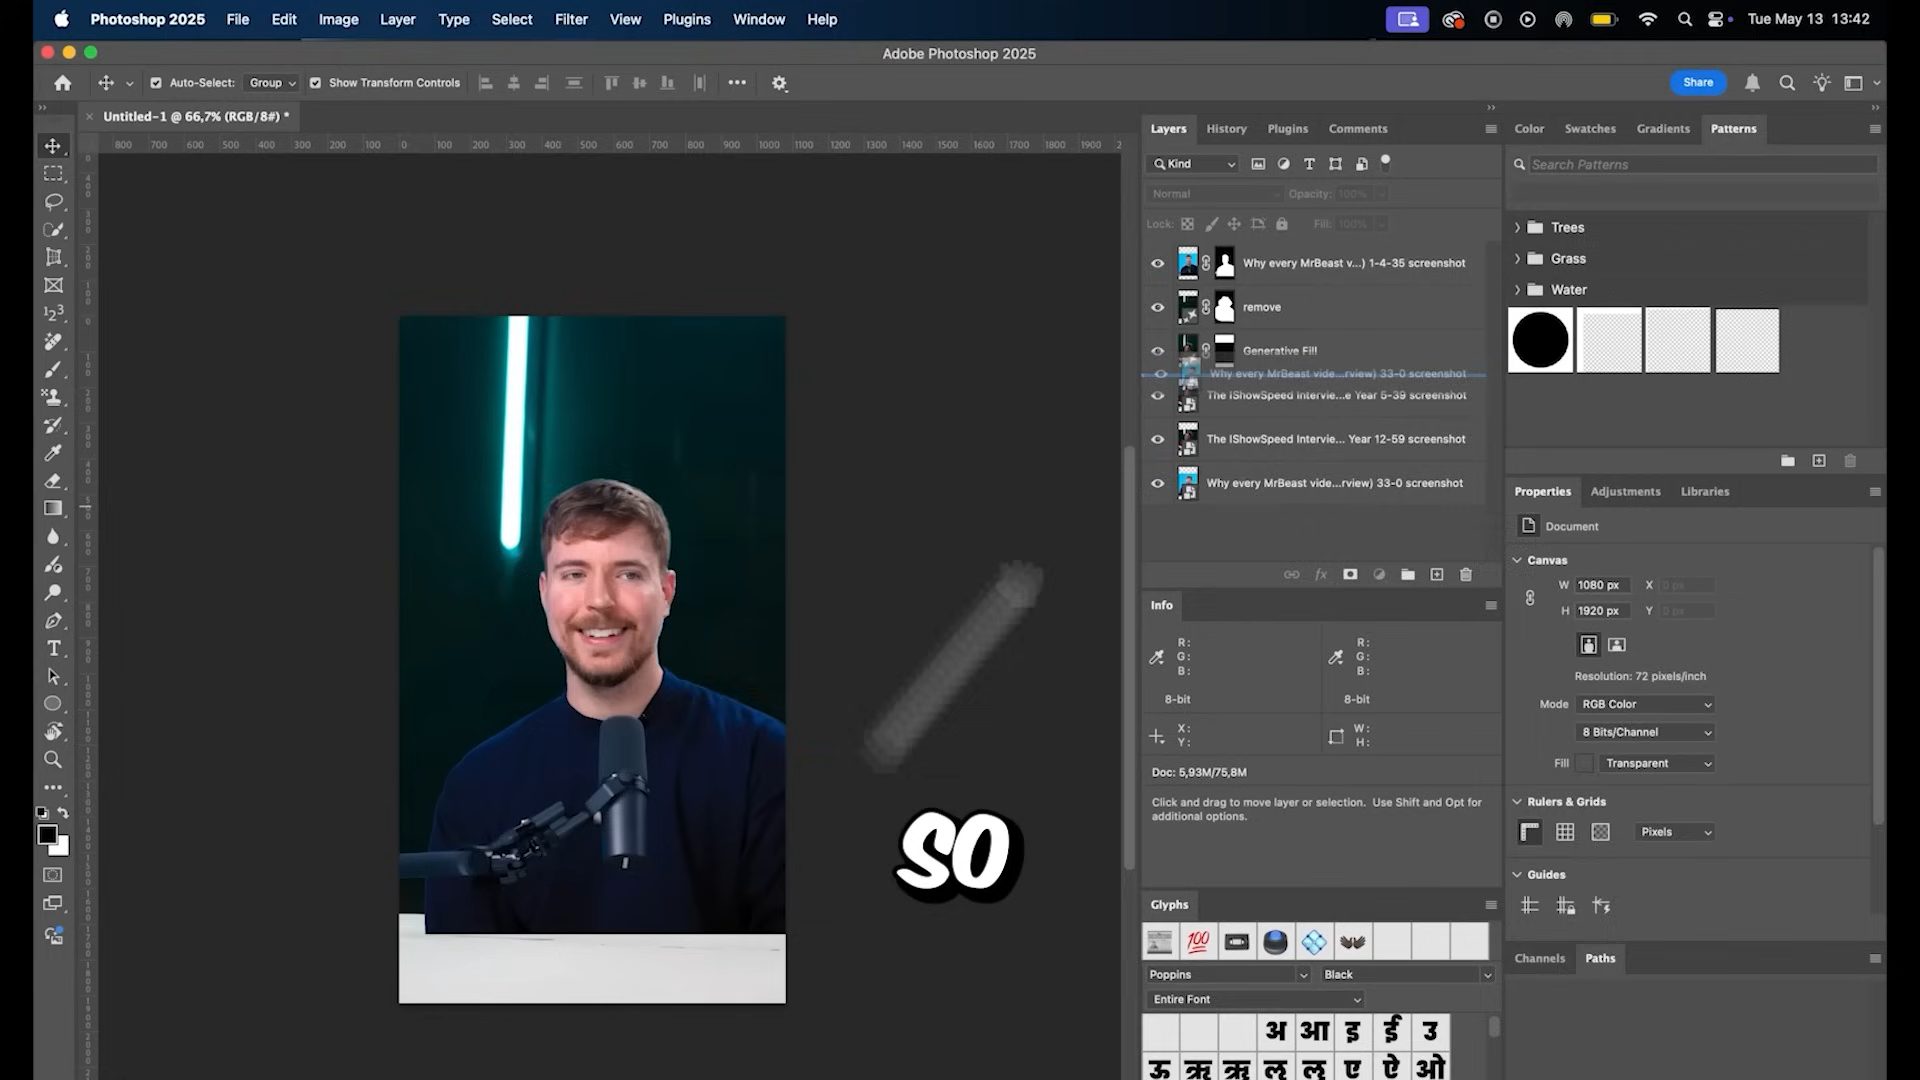 Photoshop 2025 File Edit Image Layer Type Select Filter View Plugins Window Help Tue May 13 13:42
Adobe Photoshop 2025
Auto-Select: Group Show Transform Controls Share
Untitled-1 @ 66,7% (RGB/8#) *
800 700 600 500 400 300 200 100 0 100 200 300 400 500 600 700 800 900 1000 1100 1200 1300 1400 1500 1600 1700 1800 1900 2
Layers History Plugins Comments
Kind
Normal Opacity: 100%
Lock: Fill: 100%
Why every MrBeast v...) 1-4-35 screenshot
remove
Generative Fill
Why every MrBeast vide...rview) 33-0 screenshot
The IShowSpeed Intervie...e Year 5-39 screenshot
The IShowSpeed Intervie... Year 12-59 screenshot
Why every MrBeast vide...rview) 33-0 screenshot
fx
Info
R: R:
G: G:
B: B:
8-bit 8-bit
X: W:
Y: H:
Doc: 5,93M/75,8M
Click and drag to move layer or selection. Use Shift and Opt for
additional options.
Glyphs
100
Poppins Black
Entire Font
अ आ इ ई उ
ऊ ऋ ॠ ऌ ॡ ए ऐ ओ
Color Swatches Gradients Patterns
Search Patterns
Trees
Grass
Water
Properties Adjustments Libraries
Document
Canvas
W 1080 px X 0 px
H 1920 px Y 0 px
Resolution: 72 pixels/inch
Mode RGB Color
8 Bits/Channel
Fill Transparent
Rulers & Grids
Pixels
Guides
Channels Paths
SO